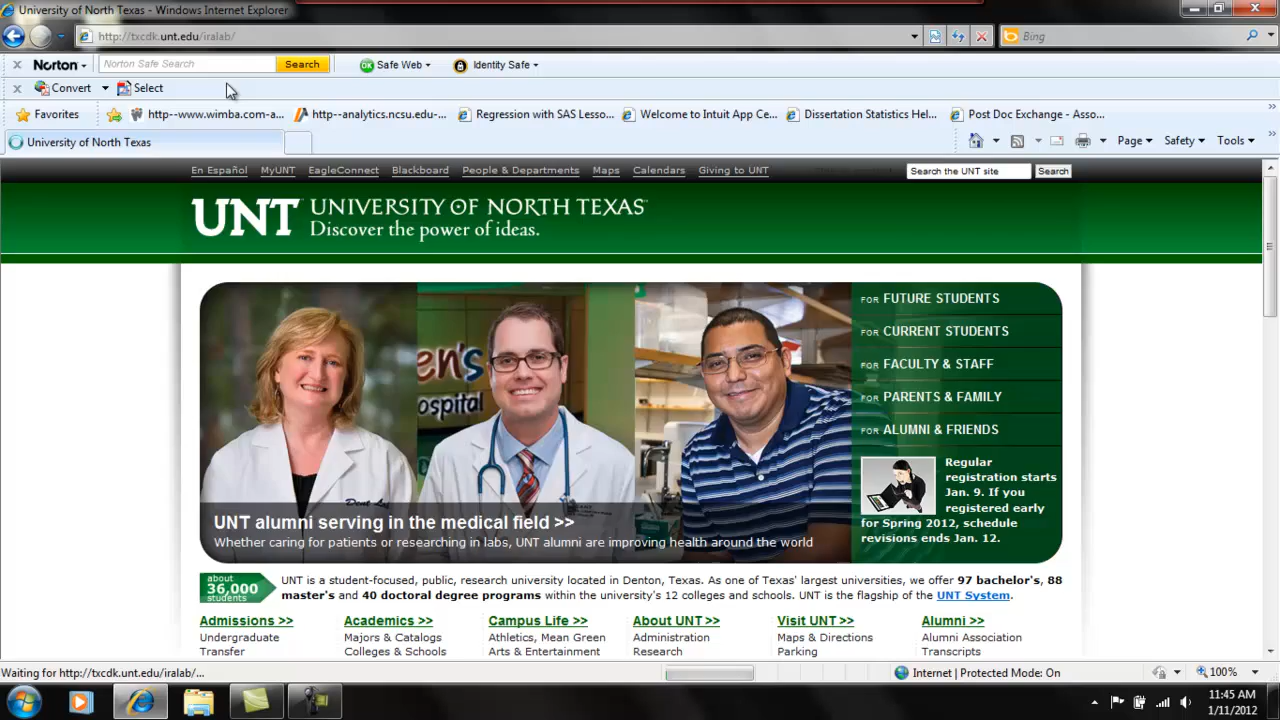 University of North Texas - Windows Internet Explorer
http://txcdk.unt.edu/iralab/
Bing
Norton
Norton Safe Search
Search
OK
Safe Web
Identity Safe
Convert
Select
Favorites
http--www.wimba.com-a...
http--analytics.ncsu.edu-...
Regression with SAS Lesso...
Welcome to Intuit App Ce...
Dissertation Statistics Hel...
Post Doc Exchange - Asso...
University of North Texas
Page
Safety
Tools
En Español
MyUNT
EagleConnect
Blackboard
People & Departments
Maps
Calendars
Giving to UNT
Search the UNT site
Search
UNT UNIVERSITY OF NORTH TEXAS
Discover the power of ideas.
FOR FUTURE STUDENTS
FOR CURRENT STUDENTS
FOR FACULTY & STAFF
FOR PARENTS & FAMILY
FOR ALUMNI & FRIENDS
Regular
registration starts
Jan. 9. If you
registered early
for Spring 2012, schedule
revisions ends Jan. 12.
en's
ospital
UNT alumni serving in the medical field >>
Whether caring for patients or researching in labs, UNT alumni are improving health around the world
about
36,000
students
UNT is a student-focused, public, research university located in Denton, Texas. As one of Texas' largest universities, we offer 97 bachelor's, 88
master's and 40 doctoral degree programs within the university's 12 colleges and schools. UNT is the flagship of the UNT System.
Admissions >>
Undergraduate
Transfer
Academics >>
Majors & Catalogs
Colleges & Schools
Campus Life >>
Athletics, Mean Green
Arts & Entertainment
About UNT >>
Administration
Research
Visit UNT >>
Maps & Directions
Parking
Alumni >>
Alumni Association
Transcripts
Waiting for http://txcdk.unt.edu/iralab/...
Internet | Protected Mode: On
100%
11:45 AM
1/11/2012